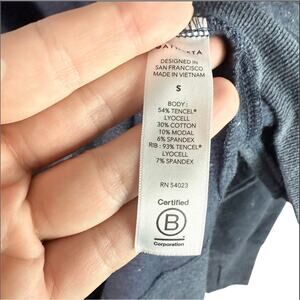 ATHLETA
DESIGNED IN
SAN FRANCISCO
MADE IN VIETNAM
S
BODY:
54% TENCEL®
LYOCELL
30% COTTON
10% MODAL
6% SPANDEX
RIB: 93% TENCEL®
LYOCELL
7% SPANDEX
RN 54023
Certified
B
Corporation